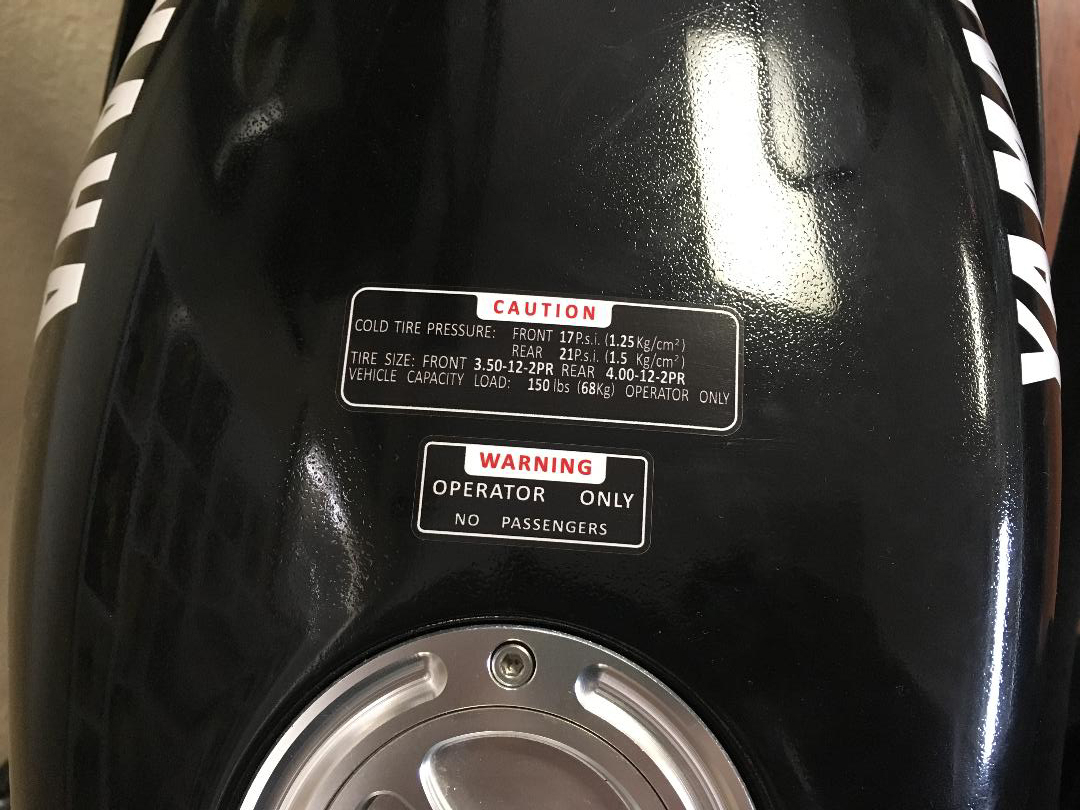 CAUTION
COLD TIRE PRESSURE: FRONT 17P.s.i. (1.25Kg/cm²)
REAR 21P.s.i. (1.5 Kg/cm²)
TIRE SIZE: FRONT 3.50-12-2PR REAR 4.00-12-2PR
VEHICLE CAPACITY LOAD: 150 lbs (68Kg) OPERATOR ONLY
WARNING
OPERATOR ONLY
NO PASSENGERS